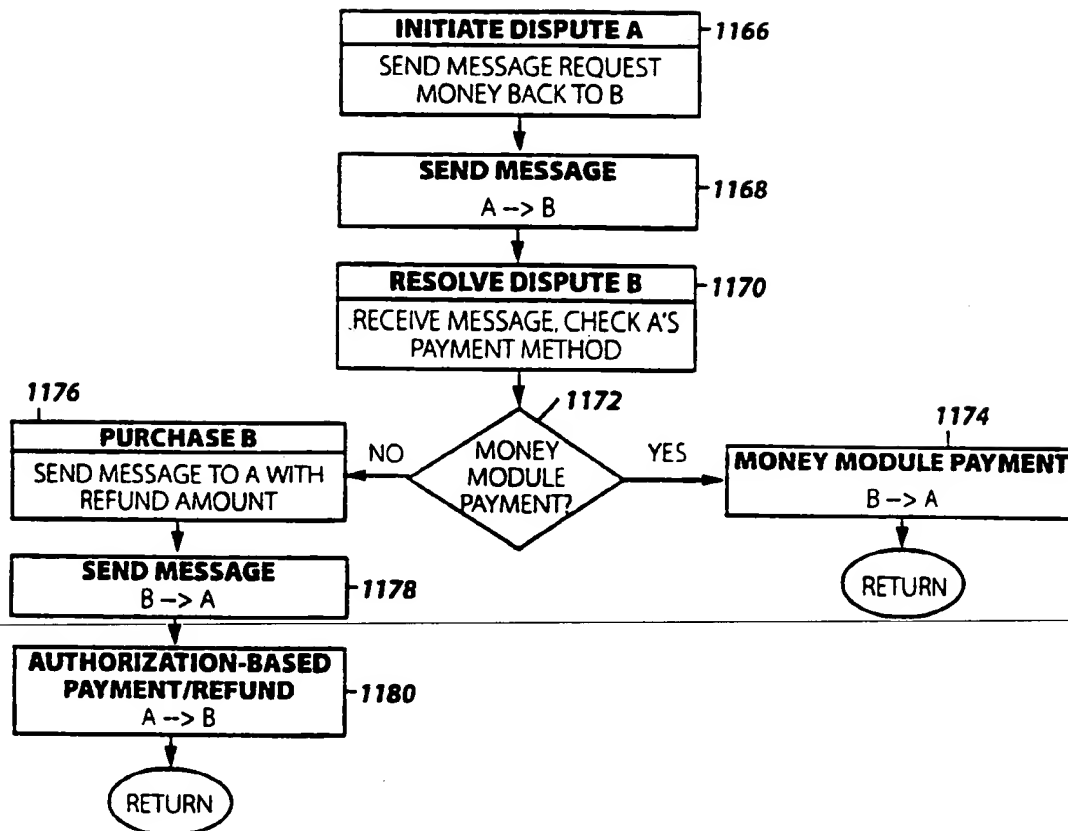 INITIATE DISPUTE A
1166
SEND MESSAGE REQUEST
MONEY BACK TO B
SEND MESSAGE
1168
A --> B
RESOLVE DISPUTE B
1170
RECEIVE MESSAGE, CHECK A'S
PAYMENT METHOD
1172
MONEY
MODULE
PAYMENT?
NO
YES
1176
PURCHASE B
SEND MESSAGE TO A WITH
REFUND AMOUNT
1174
MONEY MODULE PAYMENT
B --> A
RETURN
SEND MESSAGE
B --> A
1178
AUTHORIZATION-BASED
PAYMENT/REFUND
A --> B
1180
RETURN